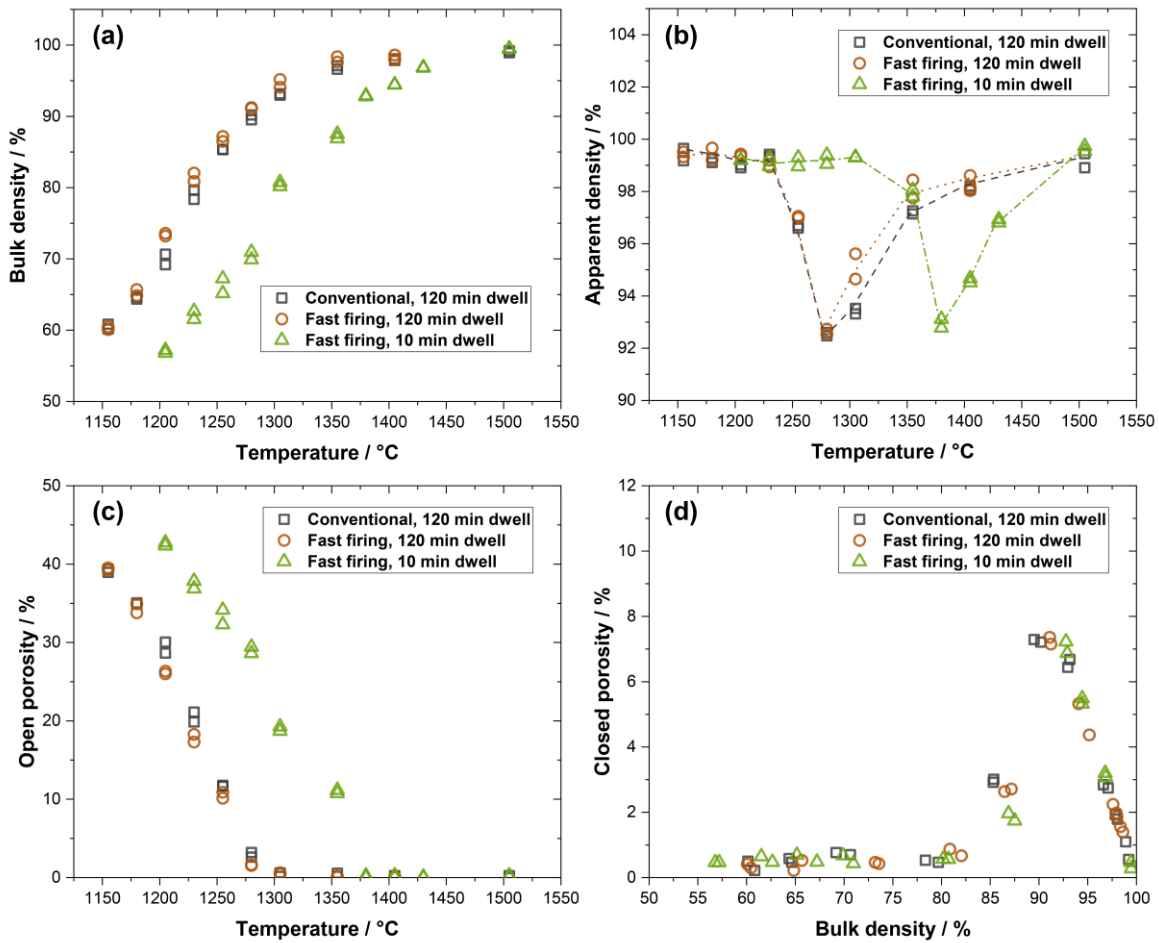 (a)
100
90
80
70
60
50
Bulk density / %
Conventional, 120 min dwell
Fast firing, 120 min dwell
Fast firing, 10 min dwell
1150 1200 1250 1300 1350 1400 1450 1500 1550
Temperature / °C
(b)
106
104
102
100
98
96
94
92
90
Apparent density / %
Conventional, 120 min dwell
Fast firing, 120 min dwell
Fast firing, 10 min dwell
1150 1200 1250 1300 1350 1400 1450 1500 1550
Temperature / °C
(c)
50
40
30
20
10
0
Open porosity / %
Conventional, 120 min dwell
Fast firing, 120 min dwell
Fast firing, 10 min dwell
1150 1200 1250 1300 1350 1400 1450 1500 1550
Temperature / °C
(d)
12
10
8
6
4
2
0
Closed porosity / %
Conventional, 120 min dwell
Fast firing, 120 min dwell
Fast firing, 10 min dwell
50 55 60 65 70 75 80 85 90 95 100
Bulk density / %